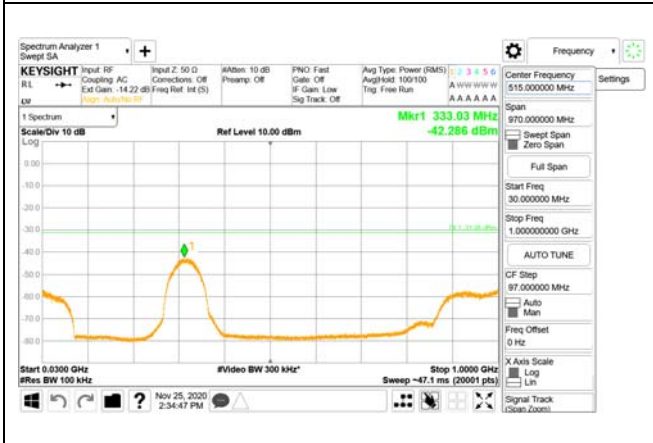 Spectrum Analyzer 1
Swept SA
+
Frequency
KEYSIGHT
Input: RF
Coupling: AC
Ext Gain: -14.22 dB
Align: Auto/No RF
RL
Input Z: 50 Ω
Corrections: Off
Freq Ref: Int (S)
#Atten: 10 dB
Preamp: Off
PNO: Fast
Gate: Off
IF Gain: Low
Sig Track: Off
Avg Type: Power (RMS)
Avg|Hold: 100/100
Trig: Free Run
1 2 3 4 5 6
A W W W W W
A A A A A A
1 Spectrum
Scale/Div 10 dB
Log
Ref Level 10.00 dBm
Mkr1 333.03 MHz
-42.286 dBm
0.00
-10.0
-20.0
-30.0
-40.0
-50.0
-60.0
-70.0
-80.0
1
Start 0.0300 GHz
#Res BW 100 kHz
#Video BW 300 kHz*
Stop 1.0000 GHz
Sweep ~47.1 ms (20001 pts)
?
Nov 25, 2020
2:34:47 PM
Center Frequency
515.000000 MHz
Settings
Span
970.000000 MHz
Swept Span
Zero Span
Full Span
Start Freq
30.000000 MHz
Stop Freq
1.000000000 GHz
AUTO TUNE
CF Step
97.000000 MHz
Auto
Man
Freq Offset
0 Hz
X Axis Scale
Log
Lin
Signal Track
(Span Zoom)